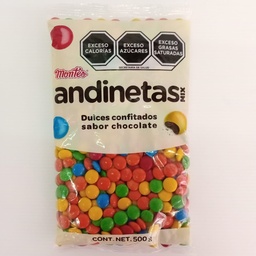 EXCESO CALORÍAS
EXCESO AZÚCARES
EXCESO GRASAS SATURADAS
Montes
andinetas MIX
Dulces confitados
sabor chocolate
CONT. NET. 500 g